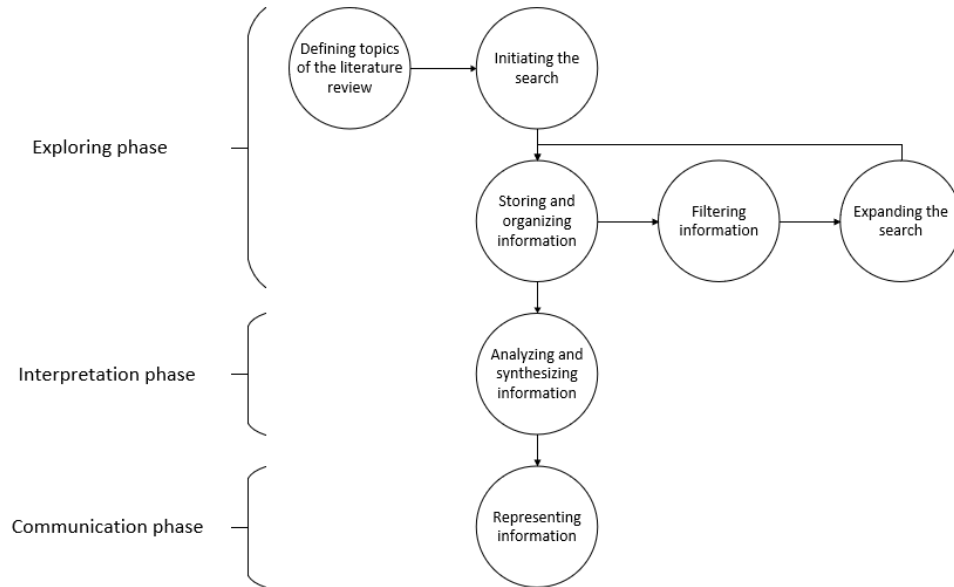 Defining topics
of the literature
review
Initiating the
search
Exploring phase
Storing and
organizing
information
Filtering
information
Expanding the
search
Interpretation phase
Analyzing and
synthesizing
information
Communication phase
Representing
information